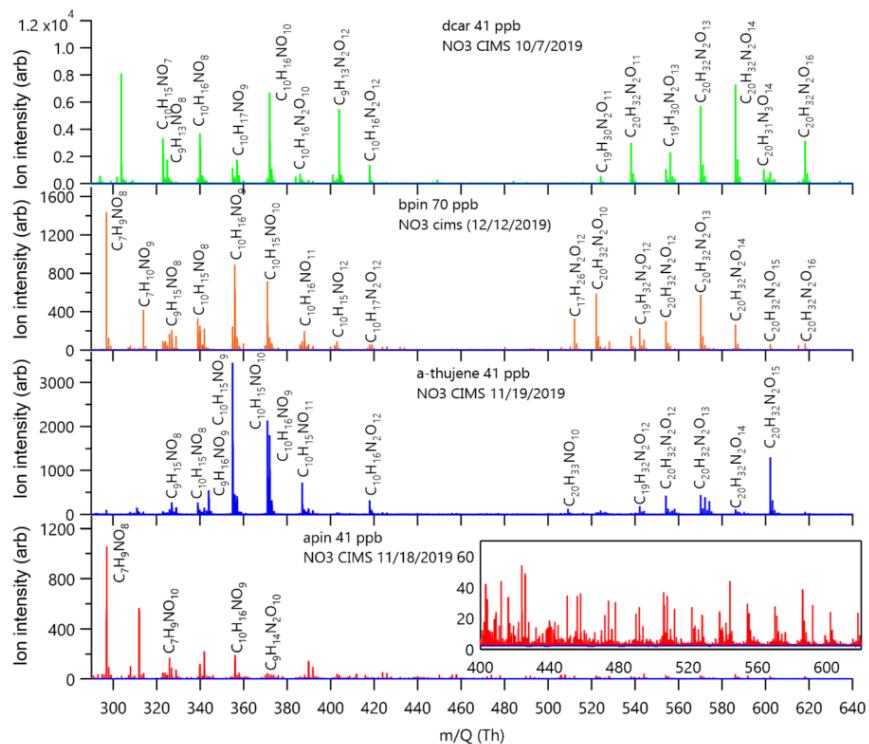 1.2 x10⁴
1.0
0.8
0.6
0.4
0.2
0.0
Ion intensity (arb)
dcar 41 ppb
NO3 CIMS 10/7/2019
C₁₀H₁₅NO₇
C₉H₁₃NO₈
C₁₀H₁₆NO₈
C₁₀H₁₇NO₉
C₁₀H₁₆NO₁₀
C₁₀H₁₆N₂O₁₀
C₉H₁₃N₂O₁₂
C₁₀H₁₆N₂O₁₂
C₁₉H₃₀N₂O₁₁
C₂₀H₃₂N₂O₁₁
C₁₉H₃₀N₂O₁₃
C₂₀H₃₂N₂O₁₃
C₂₀H₃₂N₂O₁₄
C₂₀H₃₁N₃O₁₄
C₂₀H₃₂N₂O₁₆
1600
1200
800
400
0
Ion intensity (arb)
bpin 70 ppb
NO3 cims (12/12/2019)
C₇H₉NO₈
C₇H₁₀NO₉
C₉H₁₅NO₈
C₁₀H₁₅NO₈
C₁₀H₁₆NO₉
C₁₀H₁₅NO₁₀
C₁₀H₁₆NO₁₁
C₁₀H₁₅NO₁₂
C₁₀H₁₇N₂O₁₂
C₁₇H₂₆N₂O₁₂
C₂₀H₃₂N₂O₁₀
C₁₉H₃₂N₂O₁₂
C₂₀H₃₂N₂O₁₂
C₂₀H₃₂N₂O₁₃
C₂₀H₃₂N₂O₁₄
C₂₀H₃₂N₂O₁₅
C₂₀H₃₂N₂O₁₆
3000
2000
1000
0
Ion intensity (arb)
a-thujene 41 ppb
NO3 CIMS 11/19/2019
C₉H₁₅NO₈
C₁₀H₁₅NO₈
C₉H₁₆NO₉
C₁₀H₁₅NO₉
C₁₀H₁₅NO₁₀
C₁₀H₁₆NO₉
C₁₀H₁₅NO₁₁
C₁₀H₁₆N₂O₁₂
C₂₀H₃₃NO₁₀
C₁₉H₃₂N₂O₁₂
C₂₀H₃₂N₂O₁₂
C₂₀H₃₂N₂O₁₃
C₂₀H₃₂N₂O₁₄
C₂₀H₃₂N₂O₁₅
1200
800
400
0
Ion intensity (arb)
apin 41 ppb
NO3 CIMS 11/18/2019
C₇H₉NO₈
C₇H₉NO₁₀
C₁₀H₁₆NO₉
C₉H₁₄N₂O₁₀
60
40
20
0
400 440 480 520 560 600
300 320 340 360 380 400 420 440 460 480 500 520 540 560 580 600 620 640
m/Q (Th)